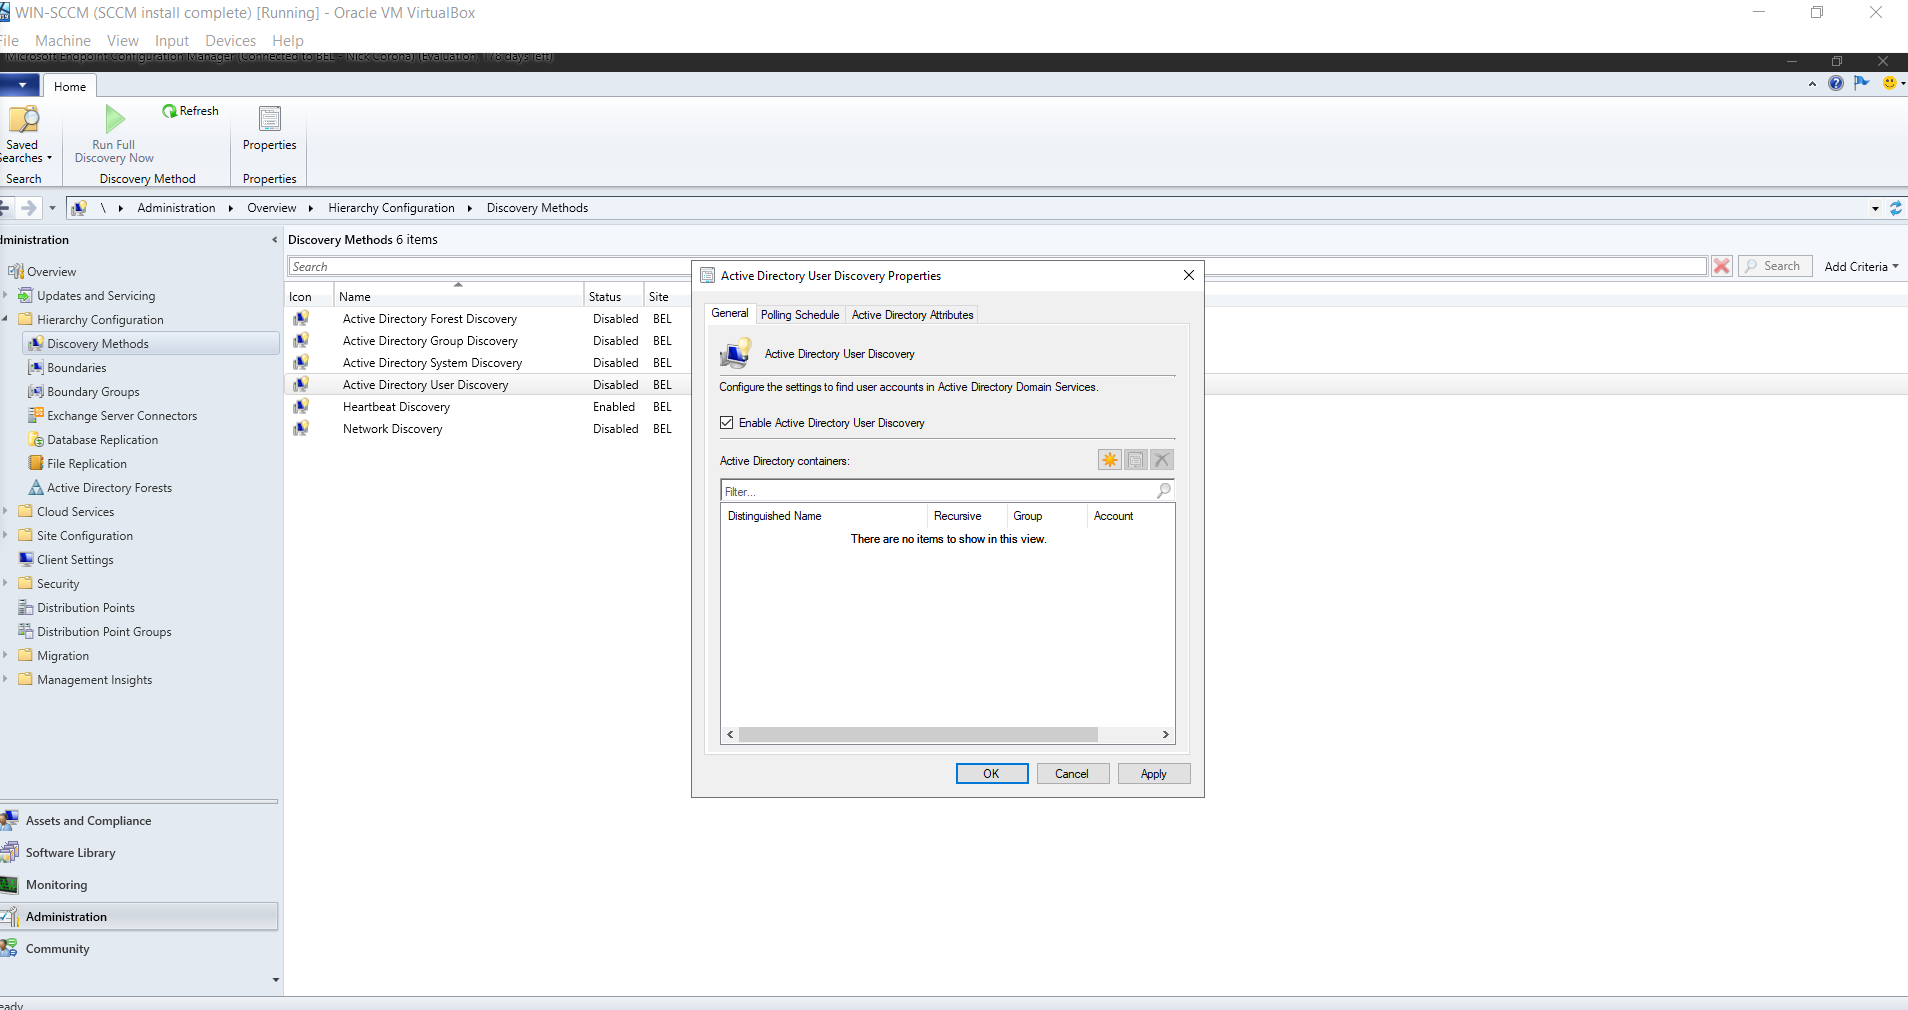 WIN-SCCM (SCCM install complete) [Running] - Oracle VM VirtualBox
File Machine View Input Devices Help
Microsoft Endpoint Configuration Manager (Connected to BEL - Nick Corona) (Evaluation, 178 days left)
Home
Saved Searches
Search
Run Full Discovery Now
Refresh
Discovery Method
Properties
Properties
\ Administration Overview Hierarchy Configuration Discovery Methods
dministration
Overview
Updates and Servicing
Hierarchy Configuration
Discovery Methods
Boundaries
Boundary Groups
Exchange Server Connectors
Database Replication
File Replication
Active Directory Forests
Cloud Services
Site Configuration
Client Settings
Security
Distribution Points
Distribution Point Groups
Migration
Management Insights
Assets and Compliance
Software Library
Monitoring
Administration
Community
eady
Discovery Methods 6 items
Search
Search Add Criteria
Icon Name Status Site
Active Directory Forest Discovery Disabled BEL
Active Directory Group Discovery Disabled BEL
Active Directory System Discovery Disabled BEL
Active Directory User Discovery Disabled BEL
Heartbeat Discovery Enabled BEL
Network Discovery Disabled BEL
Active Directory User Discovery Properties
General Polling Schedule Active Directory Attributes
Active Directory User Discovery
Configure the settings to find user accounts in Active Directory Domain Services.
Enable Active Directory User Discovery
Active Directory containers:
Filter...
Distinguished Name Recursive Group Account
There are no items to show in this view.
OK Cancel Apply